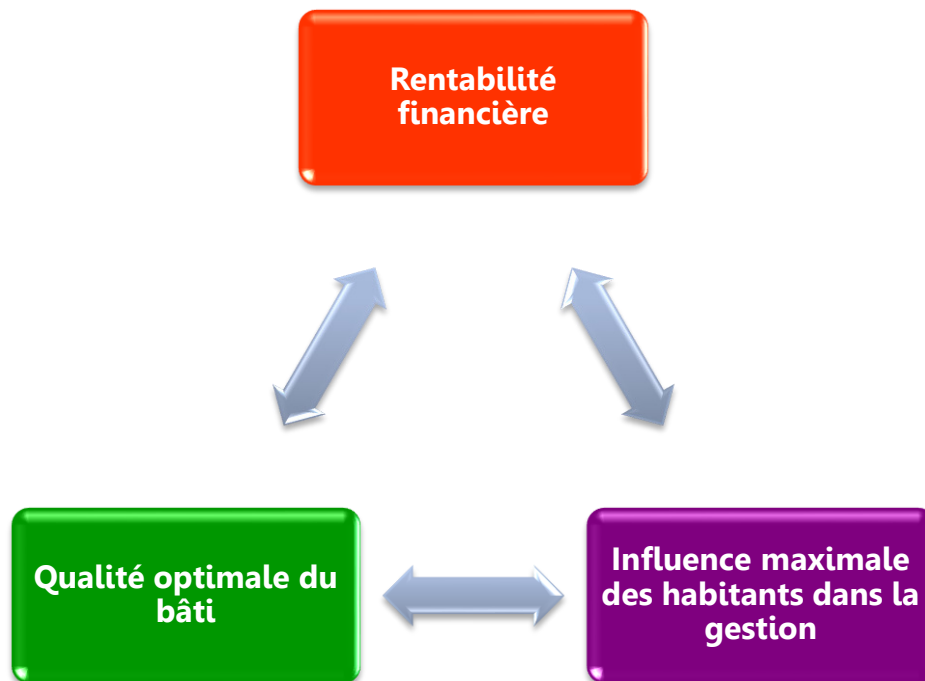 Rentabilité
financière
Qualité optimale du
bâti
Influence maximale
des habitants dans la
gestion